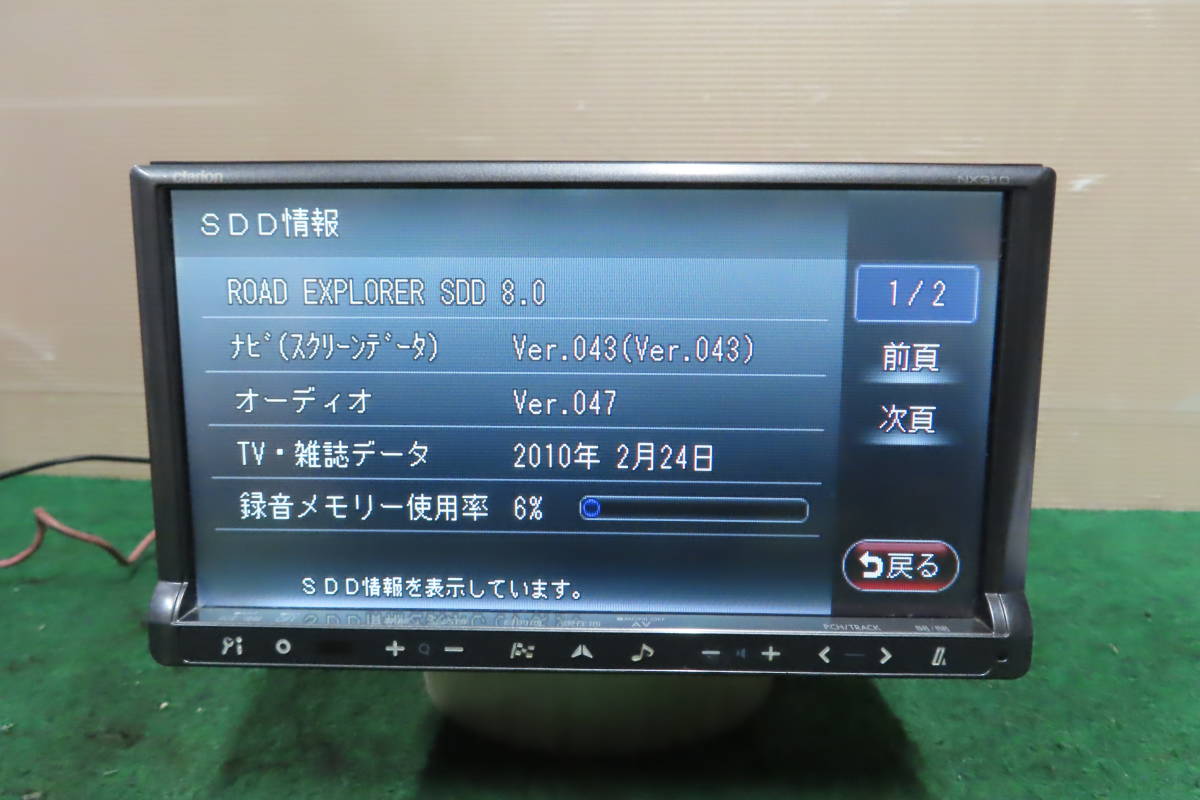 clarion NX310
ＳＤＤ情報
ROAD EXPLORER SDD 8.0
1/2
ﾅﾋﾞ(ｽｸﾘｰﾝﾃﾞｰﾀ) Ver.043(Ver.043)
前頁
オーディオ Ver.047
次頁
TV・雑誌データ 2010年 2月24日
録音メモリー使用率 6%
戻る
ＳＤＤ情報を表示しています。
AV P.CH/TRACK